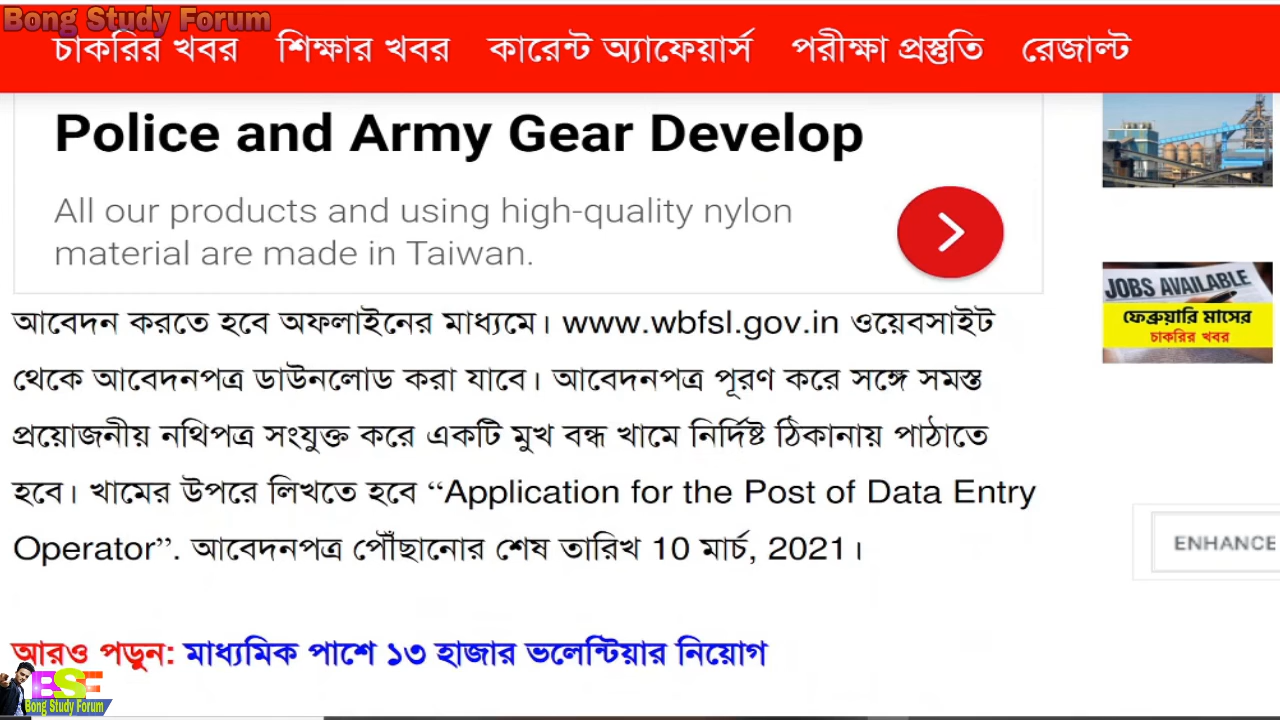 Bong Study Forum
চাকরির খবর শিক্ষার খবর কারেন্ট অ্যাফেয়ার্স পরীক্ষা প্রস্তুতি রেজাল্ট
Police and Army Gear Develop
All our products and using high-quality nylon
material are made in Taiwan.
JOBS AVAILABLE
ফেব্রুয়ারি মাসের
চাকরির খবর
আবেদন করতে হবে অফলাইনের মাধ্যমে। www.wbfsl.gov.in ওয়েবসাইট
থেকে আবেদনপত্র ডাউনলোড করা যাবে। আবেদনপত্র পূরণ করে সঙ্গে সমস্ত
প্রয়োজনীয় নথিপত্র সংযুক্ত করে একটি মুখ বন্ধ খামে নির্দিষ্ট ঠিকানায় পাঠাতে
হবে। খামের উপরে লিখতে হবে “Application for the Post of Data Entry
Operator”. আবেদনপত্র পৌঁছানোর শেষ তারিখ 10 মার্চ, 2021।
ENHANCE
আরও পড়ুন: মাধ্যমিক পাশে ১৩ হাজার ভলেন্টিয়ার নিয়োগ
BSF
Bong Study Forum